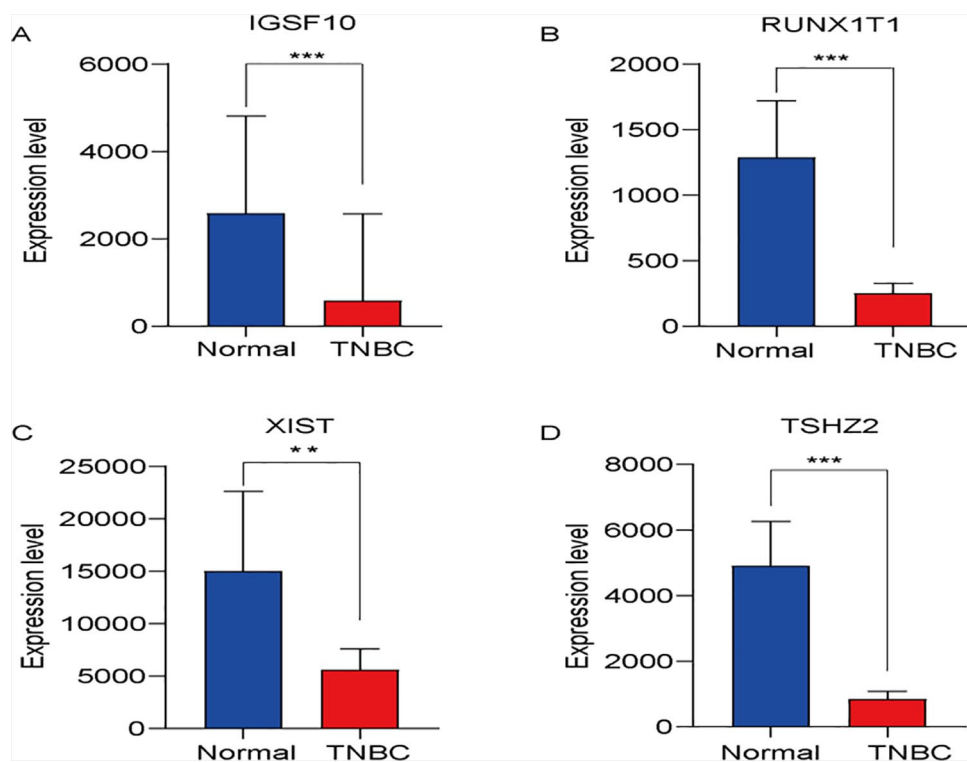 A
IGSF10
***
Expression level
6000
4000
2000
0
Normal TNBC
B
RUNX1T1
***
Expression level
2000
1500
1000
500
0
Normal TNBC
C
XIST
* *
Expression level
25000
20000
15000
10000
5000
0
Normal TNBC
D
TSHZ2
***
Expression level
8000
6000
4000
2000
0
Normal TNBC